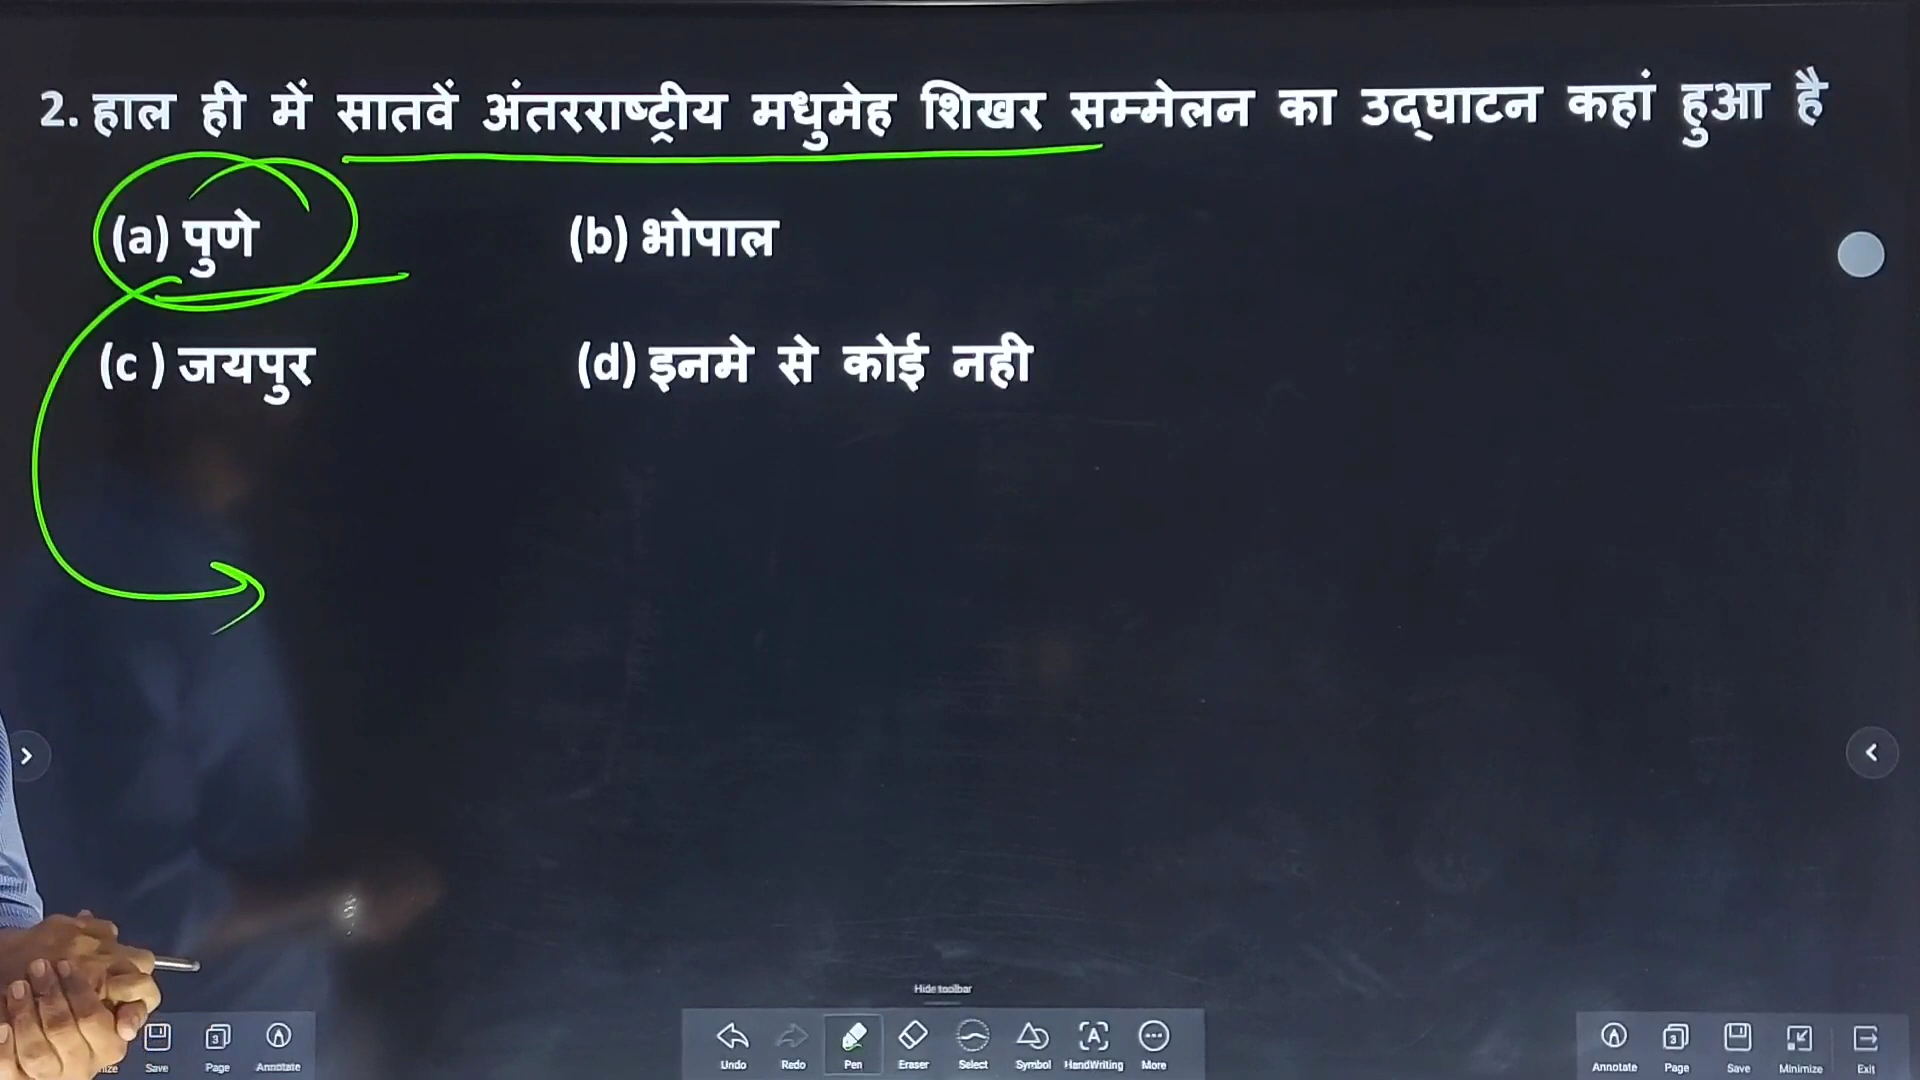 2. हाल ही में सातवें अंतरराष्ट्रीय मधुमेह शिखर सम्मेलन का उद्घाटन कहां हुआ है
(a) पुणे (b) भोपाल
(c ) जयपुर (d) इनमे से कोई नही
Hide toolbar
Save Page Annotate Undo Redo Pen Eraser Select Symbol HandWriting More Annotate Page Save Minimize Exit